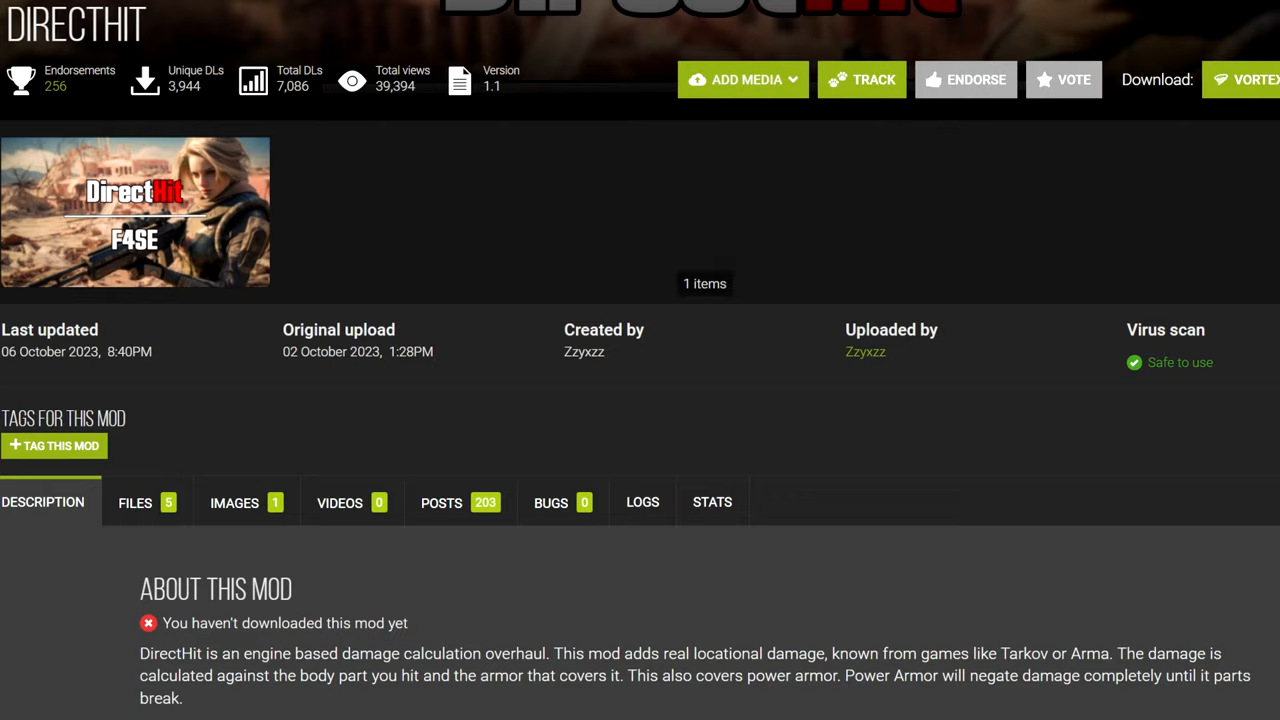 DIRECTHIT
Endorsements
256
Unique DLs
3,944
Total DLs
7,086
Total views
39,394
Version
1.1
ADD MEDIA
TRACK
ENDORSE
VOTE
Download:
VORTEX
DirectHit
F4SE
1 items
Last updated
06 October 2023, 8:40PM
Original upload
02 October 2023, 1:28PM
Created by
Zzyxzz
Uploaded by
Zzyxzz
Virus scan
Safe to use
TAGS FOR THIS MOD
+ TAG THIS MOD
DESCRIPTION
FILES 5
IMAGES 1
VIDEOS 0
POSTS 203
BUGS 0
LOGS
STATS
ABOUT THIS MOD
You haven't downloaded this mod yet
DirectHit is an engine based damage calculation overhaul. This mod adds real locational damage, known from games like Tarkov or Arma. The damage is
calculated against the body part you hit and the armor that covers it. This also covers power armor. Power Armor will negate damage completely until it parts
break.